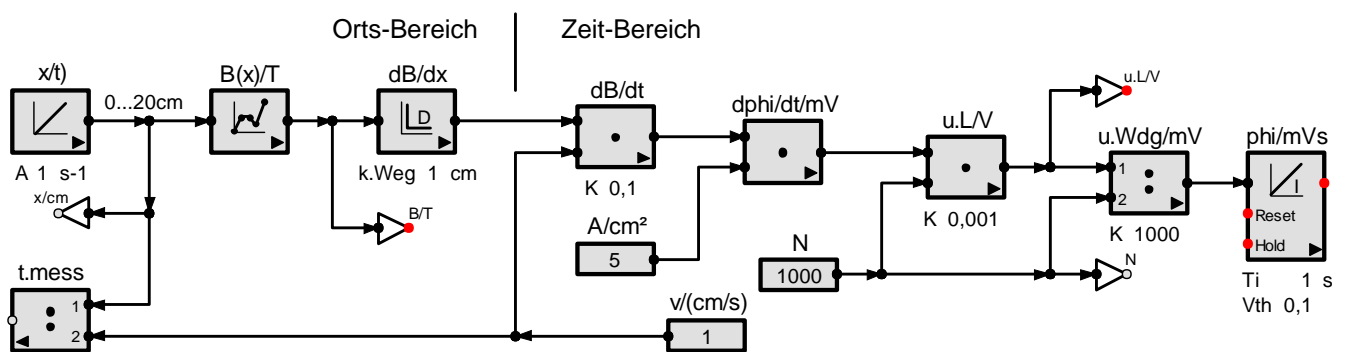 Orts-Bereich
Zeit-Bereich
x/t)
A 1 s-1
0...20cm
x/cm
t.mess
1
2
B(x)/T
B/T
dB/dx
D
k.Weg 1 cm
dB/dt
K 0,1
A/cm²
5
v/(cm/s)
1
dphi/dt/mV
N
1000
u.L/V
K 0,001
u.L/V
N
u.Wdg/mV
1
2
K 1000
phi/mVs
I
Reset
Hold
Ti 1 s
Vth 0,1